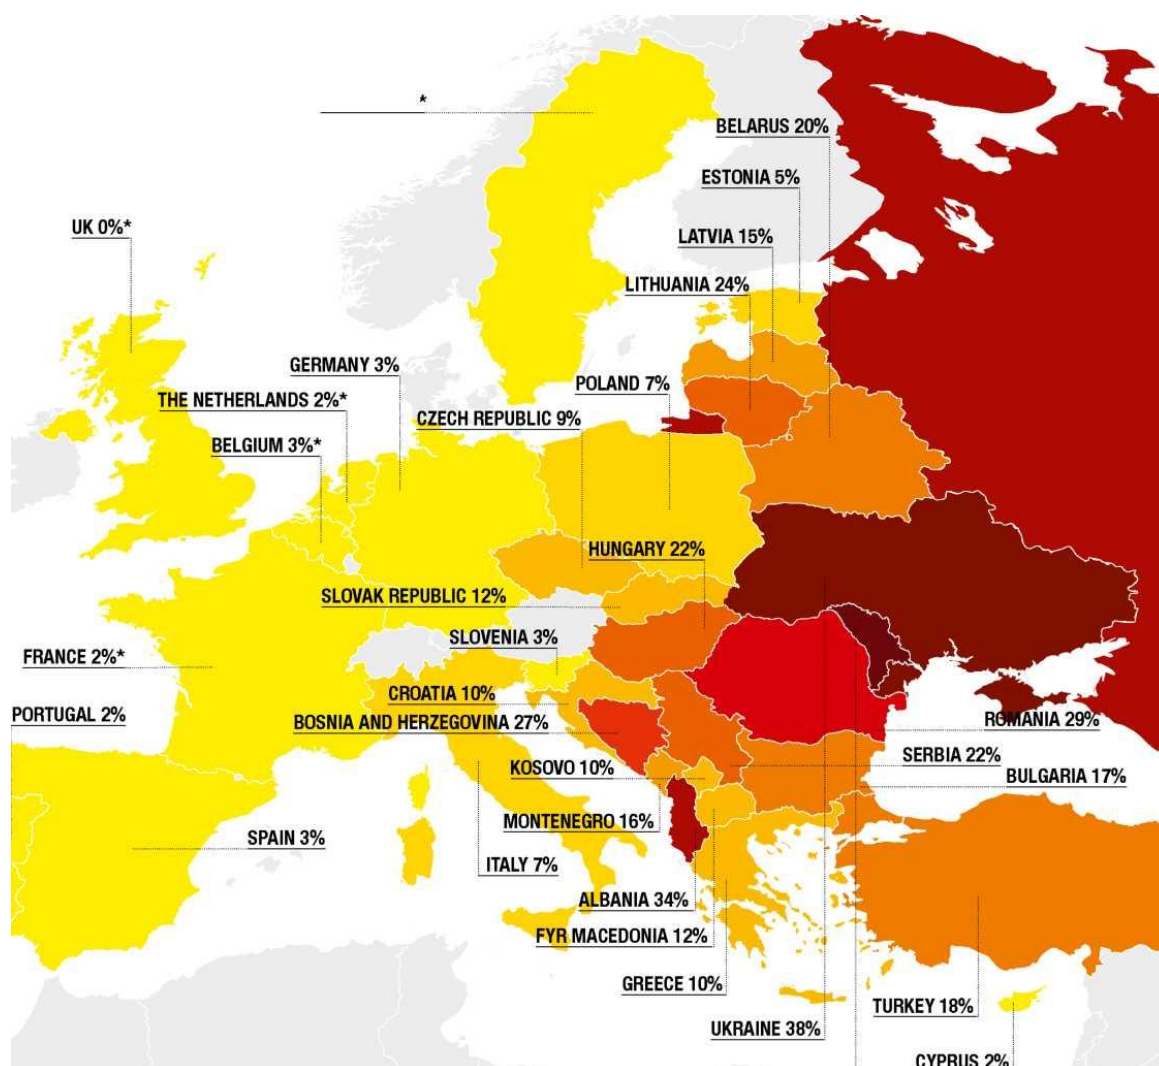 *
BELARUS 20%
ESTONIA 5%
UK 0%*
LATVIA 15%
LITHUANIA 24%
GERMANY 3%
POLAND 7%
THE NETHERLANDS 2%*
CZECH REPUBLIC 9%
BELGIUM 3%*
HUNGARY 22%
SLOVAK REPUBLIC 12%
SLOVENIA 3%
FRANCE 2%*
CROATIA 10%
PORTUGAL 2%
BOSNIA AND HERZEGOVINA 27%
ROMANIA 29%
SERBIA 22%
KOSOVO 10%
BULGARIA 17%
MONTENEGRO 16%
SPAIN 3%
ITALY 7%
ALBANIA 34%
FYR MACEDONIA 12%
GREECE 10%
TURKEY 18%
UKRAINE 38%
CYPRUS 2%